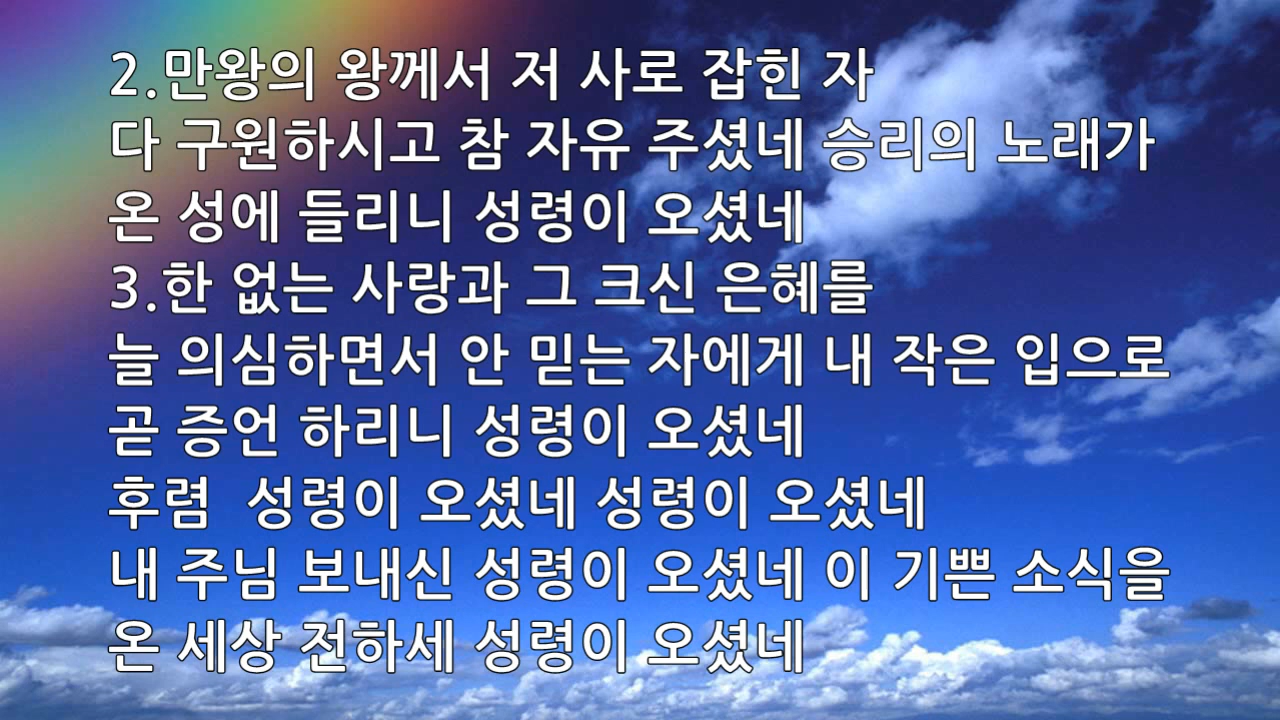 2.만왕의 왕께서 저 사로 잡힌 자
다 구원하시고 참 자유 주셨네 승리의 노래가
온 성에 들리니 성령이 오셨네
3.한 없는 사랑과 그 크신 은혜를
늘 의심하면서 안 믿는 자에게 내 작은 입으로
곧 증언 하리니 성령이 오셨네
후렴  성령이 오셨네 성령이 오셨네
내 주님 보내신 성령이 오셨네 이 기쁜 소식을
온 세상 전하세 성령이 오셨네